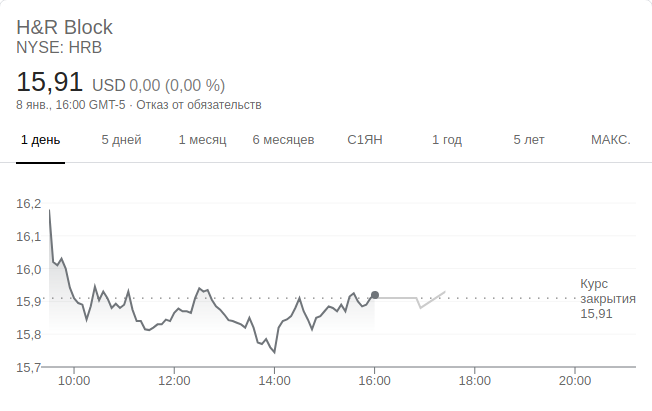 H&R Block
NYSE: HRB
15,91 USD 0,00 (0,00 %)
8 янв., 16:00 GMT-5 · Отказ от обязательств
1 день 5 дней 1 месяц 6 месяцев С1ЯН 1 год 5 лет МАКС.
16,2
16,1
16,0
15,9
15,8
15,7
Курс
закрытия
15,91
10:00 12:00 14:00 16:00 18:00 20:00